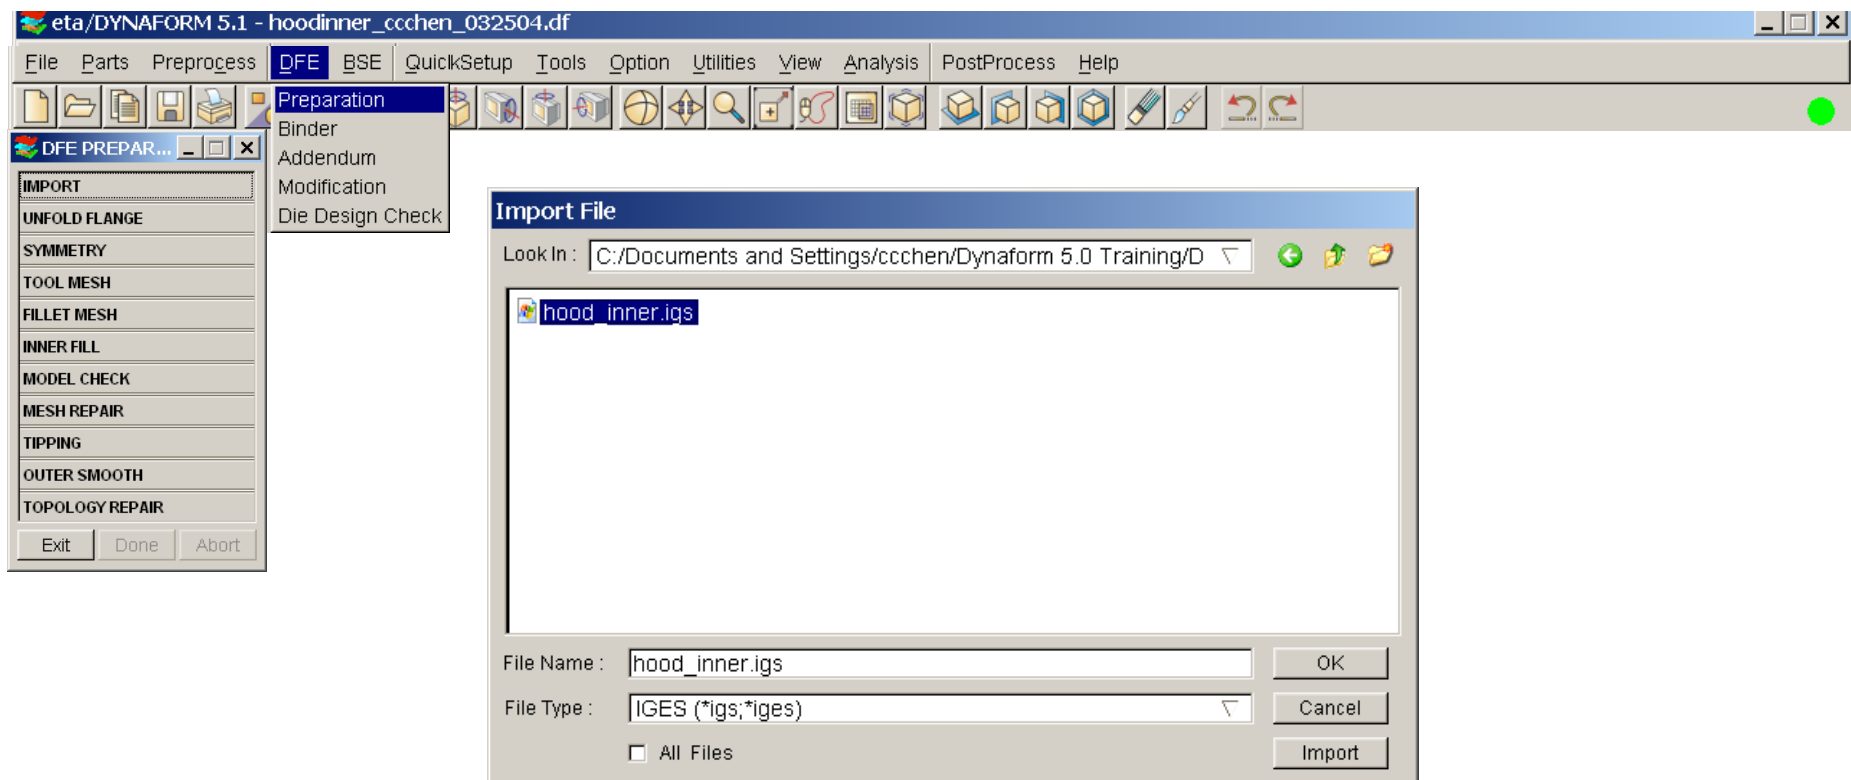 eta/DYNAFORM 5.1 - hoodinner_ccchen_032504.df
File Parts Preprocess DFE BSE QuickSetup Tools Option Utilities View Analysis PostProcess Help
Preparation
Binder
Addendum
Modification
Die Design Check
DFE PREPAR...
IMPORT
UNFOLD FLANGE
SYMMETRY
TOOL MESH
FILLET MESH
INNER FILL
MODEL CHECK
MESH REPAIR
TIPPING
OUTER SMOOTH
TOPOLOGY REPAIR
Exit Done Abort
Import File
Look In : C:/Documents and Settings/ccchen/Dynaform 5.0 Training/D
hood_inner.igs
File Name : hood_inner.igs OK
File Type : IGES (*igs;*iges) Cancel
All Files Import